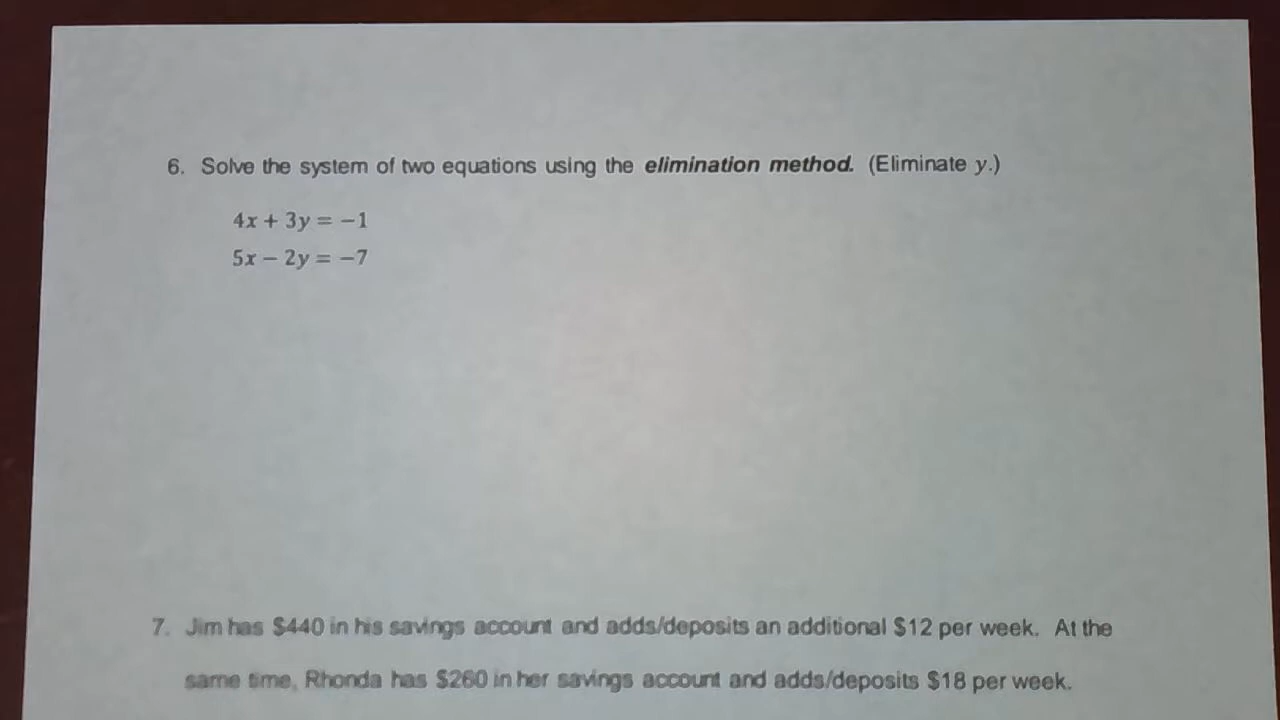 6. Solve the system of two equations using the elimination method. (Eliminate y.)
4x + 3y = −1
5x − 2y = −7
7. Jim has $440 in his savings account and adds/deposits an additional $12 per week. At the
same time, Rhonda has $260 in her savings account and adds/deposits $18 per week.